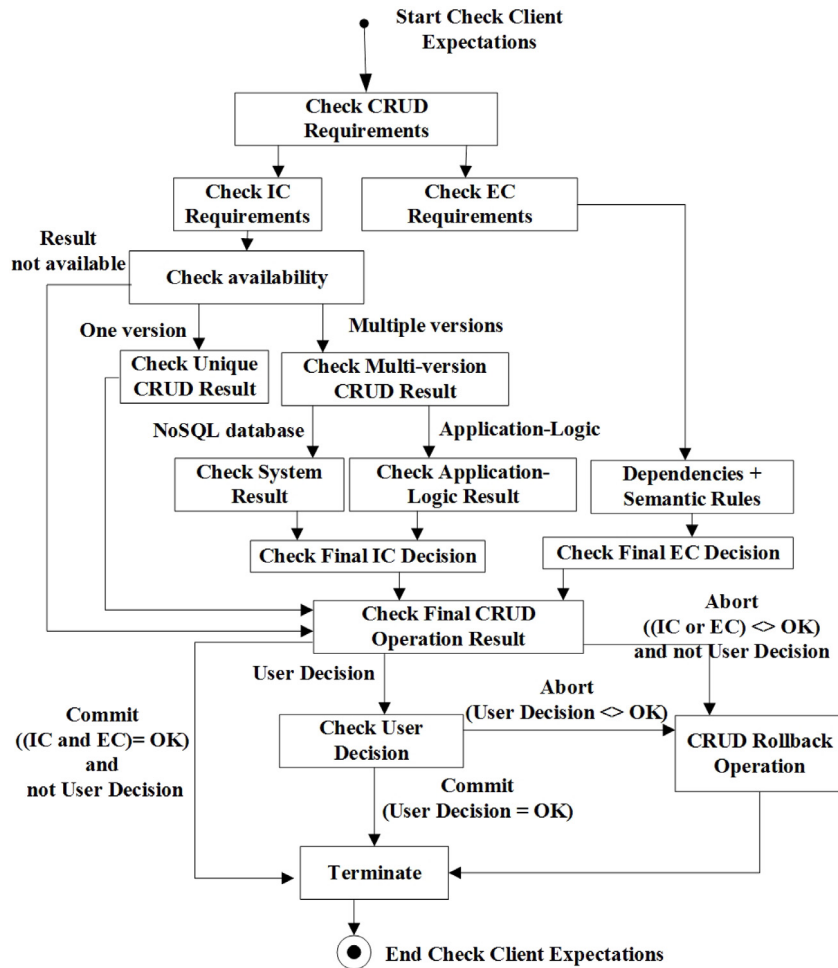 Start Check Client
Expectations
Check CRUD
Requirements
Check IC
Requirements
Check EC
Requirements
Result
not available
Check availability
One version
Multiple versions
Check Unique
CRUD Result
Check Multi-version
CRUD Result
NoSQL database
Application-Logic
Check System
Result
Check Application-
Logic Result
Dependencies +
Semantic Rules
Check Final IC Decision
Check Final EC Decision
Check Final CRUD
Operation Result
Abort
((IC or EC) <> OK)
and not User Decision
User Decision
Commit
((IC and EC)= OK)
and
not User Decision
Check User
Decision
Abort
(User Decision <> OK)
CRUD Rollback
Operation
Commit
(User Decision = OK)
Terminate
End Check Client Expectations